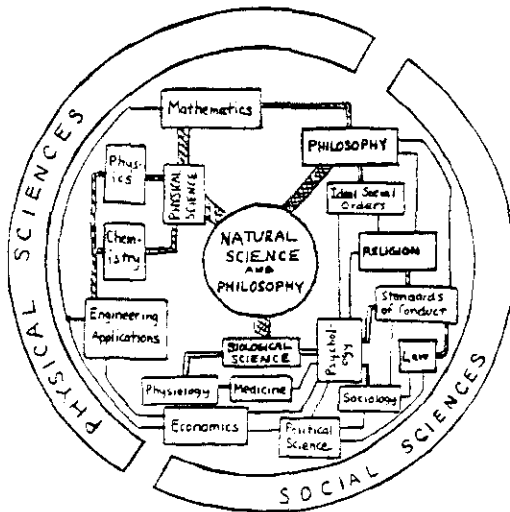 PHYSICAL SCIENCES
SOCIAL SCIENCES
Mathematics
PHILOSOPHY
Phys-
ics
PHYSICAL
SCIENCE
Ideal Social
Orders
Chem-
istry
NATURAL
SCIENCE
AND
PHILOSOPHY
RELIGION
Standards
of Conduct
Engineering
Applications
BIOLOGICAL
SCIENCE
Psychol-
ogy
Law
Physiology
Medicine
Sociology
Economics
Political
Science